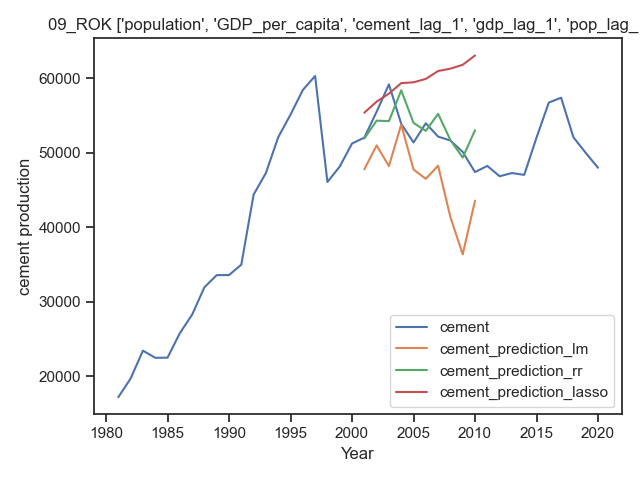 09_ROK ['population', 'GDP_per_capita', 'cement_lag_1', 'gdp_lag_1', 'pop_lag_
60000
50000
40000
30000
20000
cement production
1980
1985
1990
1995
2000
2005
2010
2015
2020
Year
cement
cement_prediction_lm
cement_prediction_rr
cement_prediction_lasso